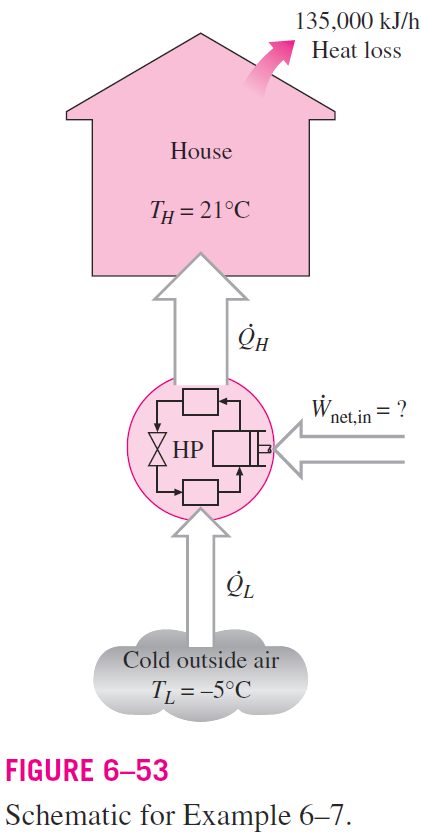 135,000 kJ/h
Heat loss
House
T_H = 21°C
Q̇_H
Ẇ_net,in = ?
HP
Q̇_L
Cold outside air
T_L = –5°C
FIGURE 6–53
Schematic for Example 6–7.